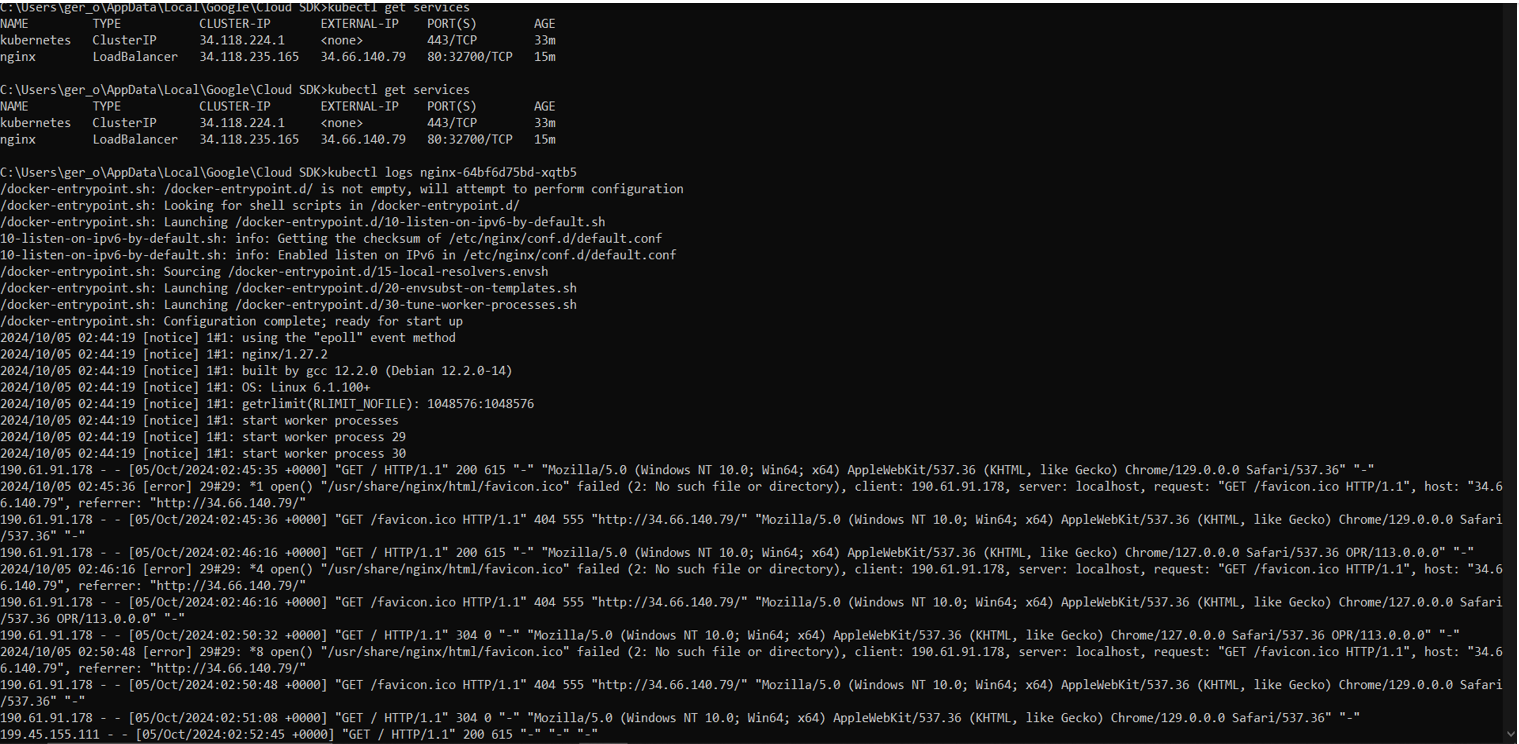 C:\Users\ger_o\AppData\Local\Google\Cloud SDK>kubectl get services
NAME TYPE CLUSTER-IP EXTERNAL-IP PORT(S) AGE
kubernetes ClusterIP 34.118.224.1 <none> 443/TCP 33m
nginx LoadBalancer 34.118.235.165 34.66.140.79 80:32700/TCP 15m
C:\Users\ger_o\AppData\Local\Google\Cloud SDK>kubectl get services
NAME TYPE CLUSTER-IP EXTERNAL-IP PORT(S) AGE
kubernetes ClusterIP 34.118.224.1 <none> 443/TCP 33m
nginx LoadBalancer 34.118.235.165 34.66.140.79 80:32700/TCP 15m
C:\Users\ger_o\AppData\Local\Google\Cloud SDK>kubectl logs nginx-64bf6d75bd-xqtb5
/docker-entrypoint.sh: /docker-entrypoint.d/ is not empty, will attempt to perform configuration
/docker-entrypoint.sh: Looking for shell scripts in /docker-entrypoint.d/
/docker-entrypoint.sh: Launching /docker-entrypoint.d/10-listen-on-ipv6-by-default.sh
10-listen-on-ipv6-by-default.sh: info: Getting the checksum of /etc/nginx/conf.d/default.conf
10-listen-on-ipv6-by-default.sh: info: Enabled listen on IPv6 in /etc/nginx/conf.d/default.conf
/docker-entrypoint.sh: Sourcing /docker-entrypoint.d/15-local-resolvers.envsh
/docker-entrypoint.sh: Launching /docker-entrypoint.d/20-envsubst-on-templates.sh
/docker-entrypoint.sh: Launching /docker-entrypoint.d/30-tune-worker-processes.sh
/docker-entrypoint.sh: Configuration complete; ready for start up
2024/10/05 02:44:19 [notice] 1#1: using the "epoll" event method
2024/10/05 02:44:19 [notice] 1#1: nginx/1.27.2
2024/10/05 02:44:19 [notice] 1#1: built by gcc 12.2.0 (Debian 12.2.0-14)
2024/10/05 02:44:19 [notice] 1#1: OS: Linux 6.1.100+
2024/10/05 02:44:19 [notice] 1#1: getrlimit(RLIMIT_NOFILE): 1048576:1048576
2024/10/05 02:44:19 [notice] 1#1: start worker processes
2024/10/05 02:44:19 [notice] 1#1: start worker process 29
2024/10/05 02:44:19 [notice] 1#1: start worker process 30
190.61.91.178 - - [05/Oct/2024:02:45:35 +0000] "GET / HTTP/1.1" 200 615 "-" "Mozilla/5.0 (Windows NT 10.0; Win64; x64) AppleWebKit/537.36 (KHTML, like Gecko) Chrome/129.0.0.0 Safari/537.36" "-"
2024/10/05 02:45:36 [error] 29#29: *1 open() "/usr/share/nginx/html/favicon.ico" failed (2: No such file or directory), client: 190.61.91.178, server: localhost, request: "GET /favicon.ico HTTP/1.1", host: "34.6
6.140.79", referrer: "http://34.66.140.79/"
190.61.91.178 - - [05/Oct/2024:02:45:36 +0000] "GET /favicon.ico HTTP/1.1" 404 555 "http://34.66.140.79/" "Mozilla/5.0 (Windows NT 10.0; Win64; x64) AppleWebKit/537.36 (KHTML, like Gecko) Chrome/129.0.0.0 Safari
/537.36" "-"
190.61.91.178 - - [05/Oct/2024:02:46:16 +0000] "GET / HTTP/1.1" 200 615 "-" "Mozilla/5.0 (Windows NT 10.0; Win64; x64) AppleWebKit/537.36 (KHTML, like Gecko) Chrome/127.0.0.0 Safari/537.36 OPR/113.0.0.0" "-"
2024/10/05 02:46:16 [error] 29#29: *4 open() "/usr/share/nginx/html/favicon.ico" failed (2: No such file or directory), client: 190.61.91.178, server: localhost, request: "GET /favicon.ico HTTP/1.1", host: "34.6
6.140.79", referrer: "http://34.66.140.79/"
190.61.91.178 - - [05/Oct/2024:02:46:16 +0000] "GET /favicon.ico HTTP/1.1" 404 555 "http://34.66.140.79/" "Mozilla/5.0 (Windows NT 10.0; Win64; x64) AppleWebKit/537.36 (KHTML, like Gecko) Chrome/127.0.0.0 Safari
/537.36 OPR/113.0.0.0" "-"
190.61.91.178 - - [05/Oct/2024:02:50:32 +0000] "GET / HTTP/1.1" 304 0 "-" "Mozilla/5.0 (Windows NT 10.0; Win64; x64) AppleWebKit/537.36 (KHTML, like Gecko) Chrome/127.0.0.0 Safari/537.36 OPR/113.0.0.0" "-"
2024/10/05 02:50:48 [error] 29#29: *8 open() "/usr/share/nginx/html/favicon.ico" failed (2: No such file or directory), client: 190.61.91.178, server: localhost, request: "GET /favicon.ico HTTP/1.1", host: "34.6
6.140.79", referrer: "http://34.66.140.79/"
190.61.91.178 - - [05/Oct/2024:02:50:48 +0000] "GET /favicon.ico HTTP/1.1" 404 555 "http://34.66.140.79/" "Mozilla/5.0 (Windows NT 10.0; Win64; x64) AppleWebKit/537.36 (KHTML, like Gecko) Chrome/129.0.0.0 Safari
/537.36" "-"
190.61.91.178 - - [05/Oct/2024:02:51:08 +0000] "GET / HTTP/1.1" 304 0 "-" "Mozilla/5.0 (Windows NT 10.0; Win64; x64) AppleWebKit/537.36 (KHTML, like Gecko) Chrome/129.0.0.0 Safari/537.36" "-"
199.45.155.111 - - [05/Oct/2024:02:52:45 +0000] "GET / HTTP/1.1" 200 615 "-" "-" "-"